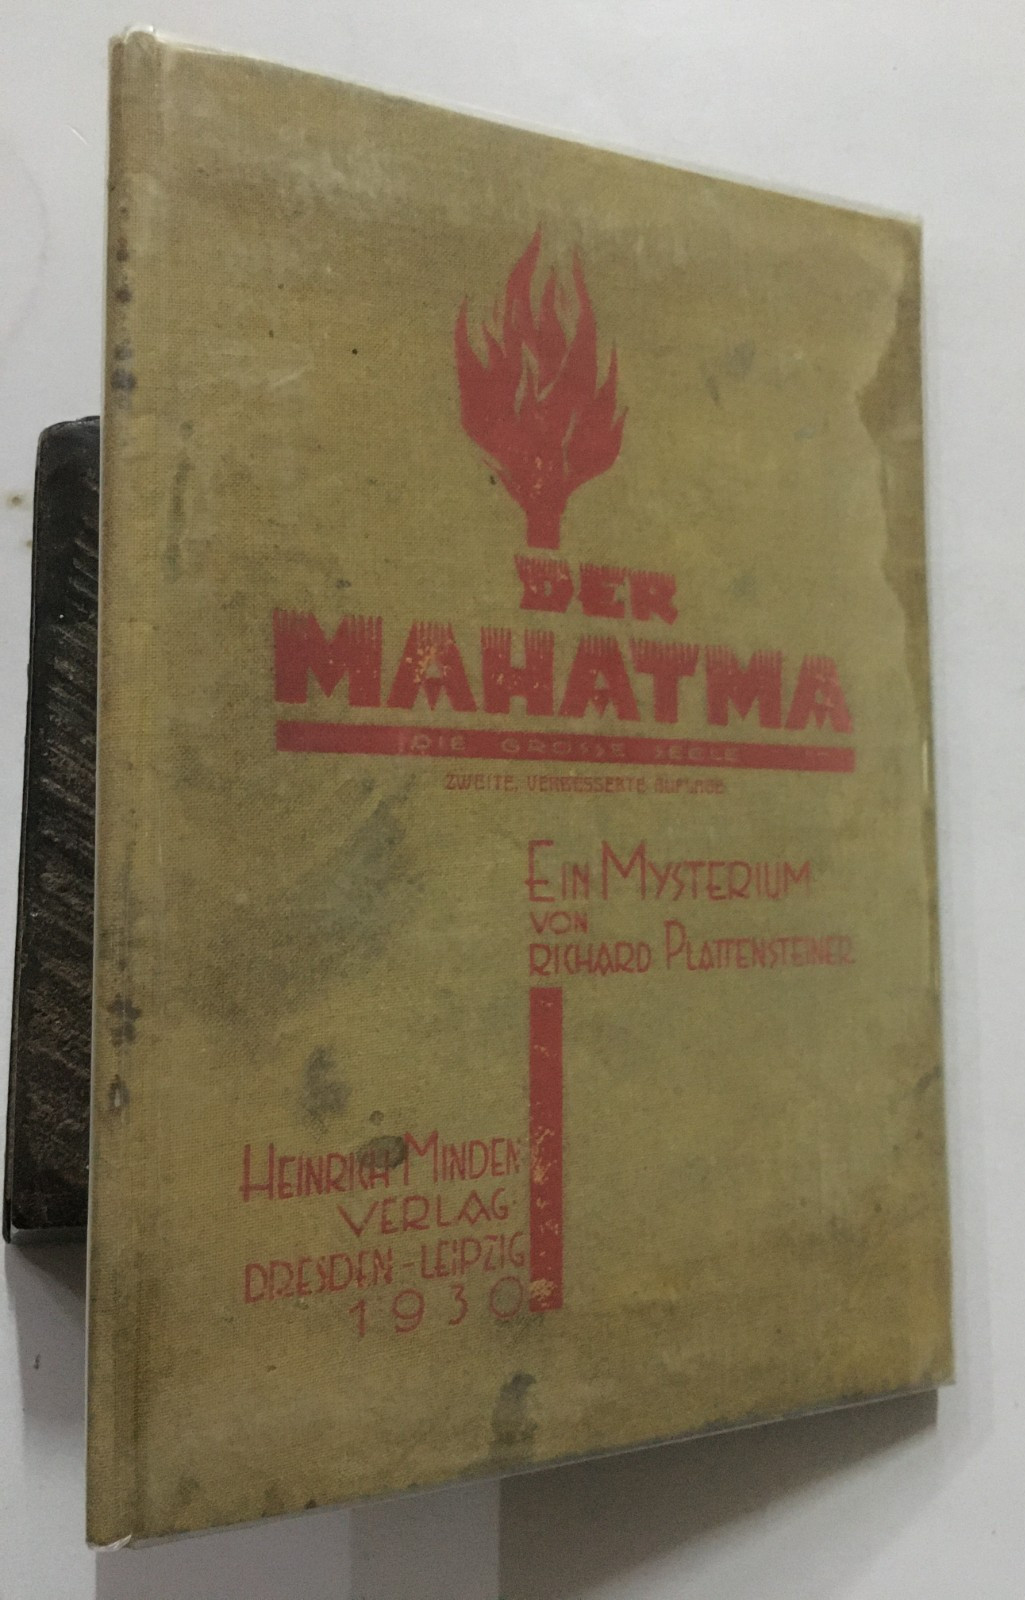 DER
MAHATMA
DIE GROSSE SEELE
ZWEITE, VERBESSERTE AUFLAGE
EIN MYSTERIUM
VON
RICHARD PLATTENSTEINER
HEINRICH MINDEN
VERLAG
DRESDEN-LEIPZIG
1930